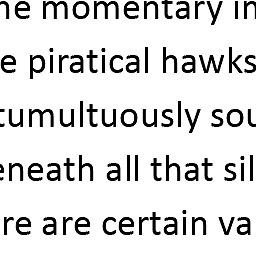 he momentary in
e piratical hawks
tumultuously sou
eneath all that sil
re are certain va